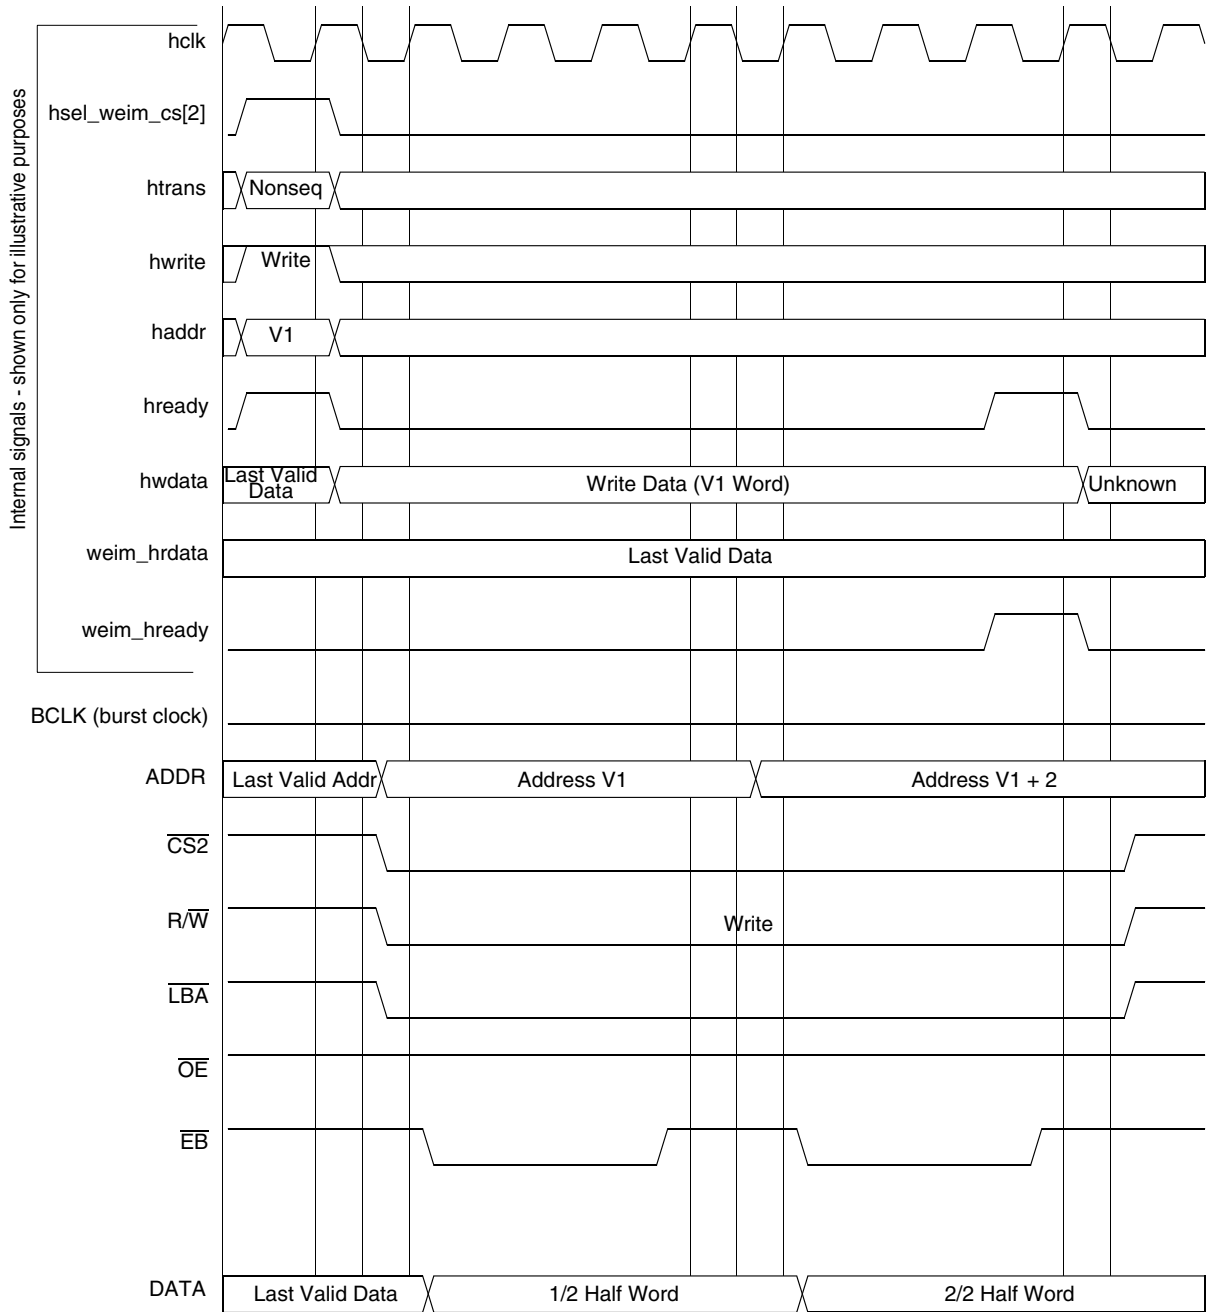 Internal signals - shown only for illustrative purposes
hclk
hsel_weim_cs[2]
htrans Nonseq
hwrite Write
haddr V1
hready
hwdata Last Valid Data Write Data (V1 Word) Unknown
weim_hrdata Last Valid Data
weim_hready
BCLK (burst clock)
ADDR Last Valid Addr Address V1 Address V1 + 2
CS2
R/W Write
LBA
OE
EB
DATA Last Valid Data 1/2 Half Word 2/2 Half Word